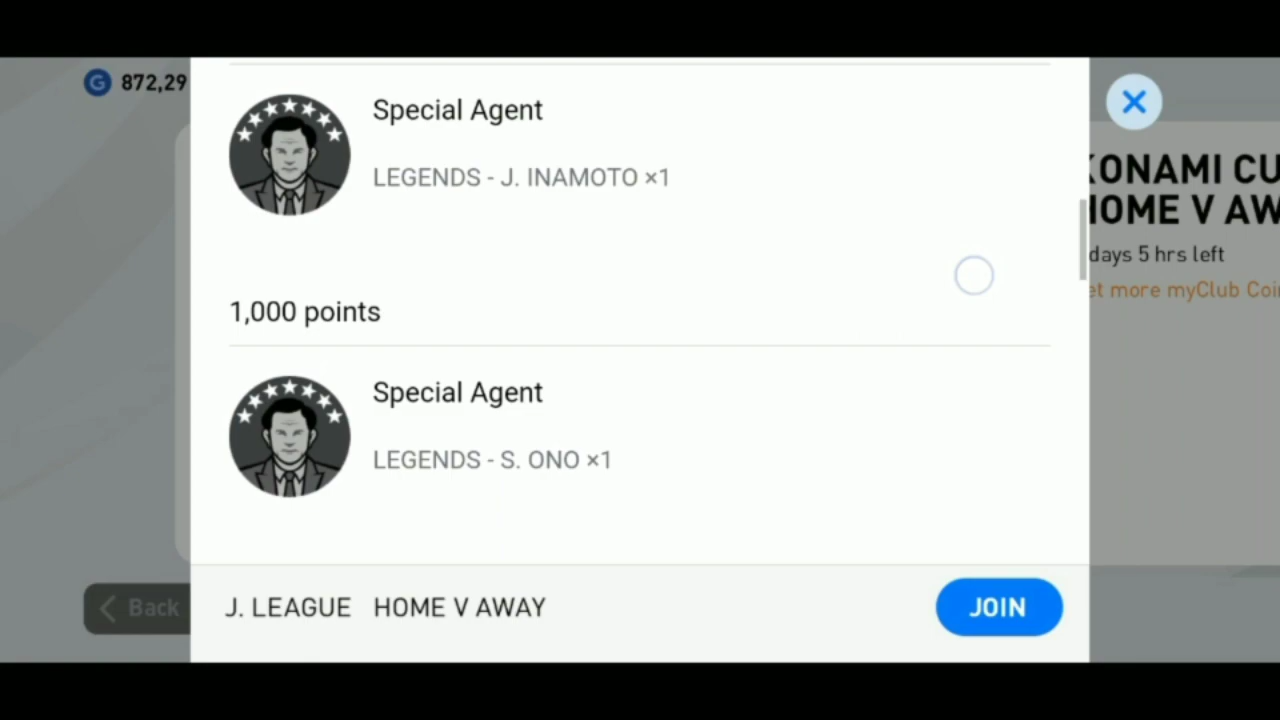 G 872,29
Special Agent
LEGENDS - J. INAMOTO ×1
1,000 points
Special Agent
LEGENDS - S. ONO ×1
J. LEAGUE HOME V AWAY
JOIN
Back
KONAMI CU
HOME V AW
days 5 hrs left
et more myClub Coi